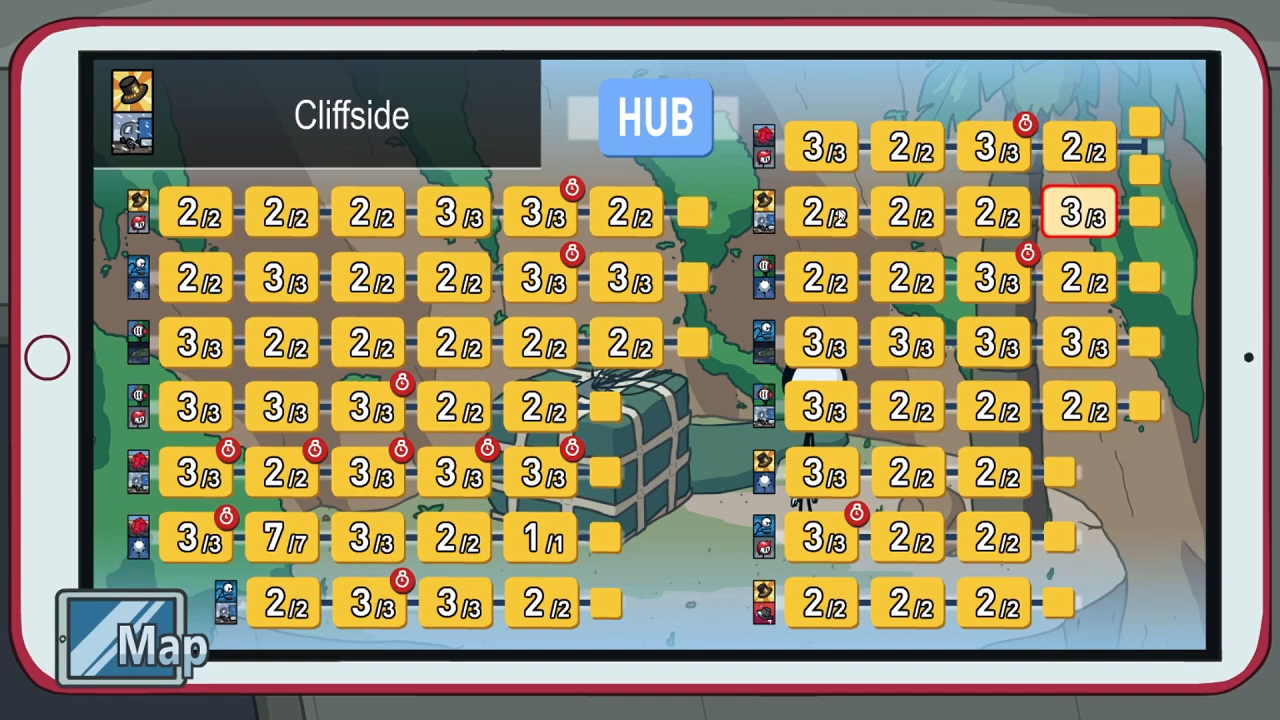 Cliffside
HUB
3/3 2/2 3/3 2/2
2/2 2/2 2/2 3/3 3/3 2/2
2/2 2/2 2/2 3/3
2/2 3/3 2/2 2/2 3/3 3/3
2/2 2/2 3/3 2/2
3/3 2/2 2/2 2/2 2/2 2/2
3/3 3/3 3/3 3/3
3/3 3/3 3/3 2/2 2/2
3/3 2/2 2/2 2/2
3/3 2/2 3/3 3/3 3/3
3/3 2/2 2/2
3/3 7/7 3/3 2/2 1/1
3/3 2/2 2/2
2/2 3/3 3/3 2/2
2/2 2/2 2/2
Map